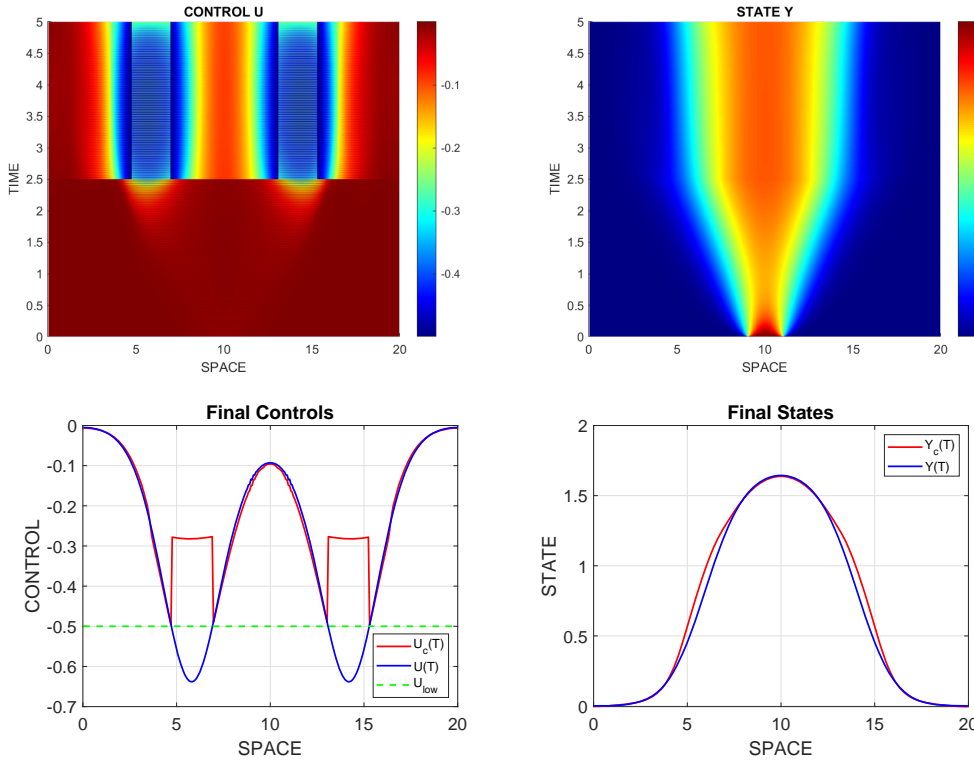 CONTROL U
5
4.5
4
3.5
3
2.5
2
1.5
1
0.5
0
TIME
0 5 10 15 20
SPACE
-0.1
-0.2
-0.3
-0.4
STATE Y
5
4.5
4
3.5
3
2.5
2
1.5
1
0.5
0
TIME
0 5 10 15 20
SPACE
Final Controls
0
-0.1
-0.2
-0.3
-0.4
-0.5
-0.6
-0.7
CONTROL
U_c(T)
U(T)
U_low
0 5 10 15 20
SPACE
Final States
2
1.5
1
0.5
0
STATE
Y_c(T)
Y(T)
0 5 10 15 20
SPACE